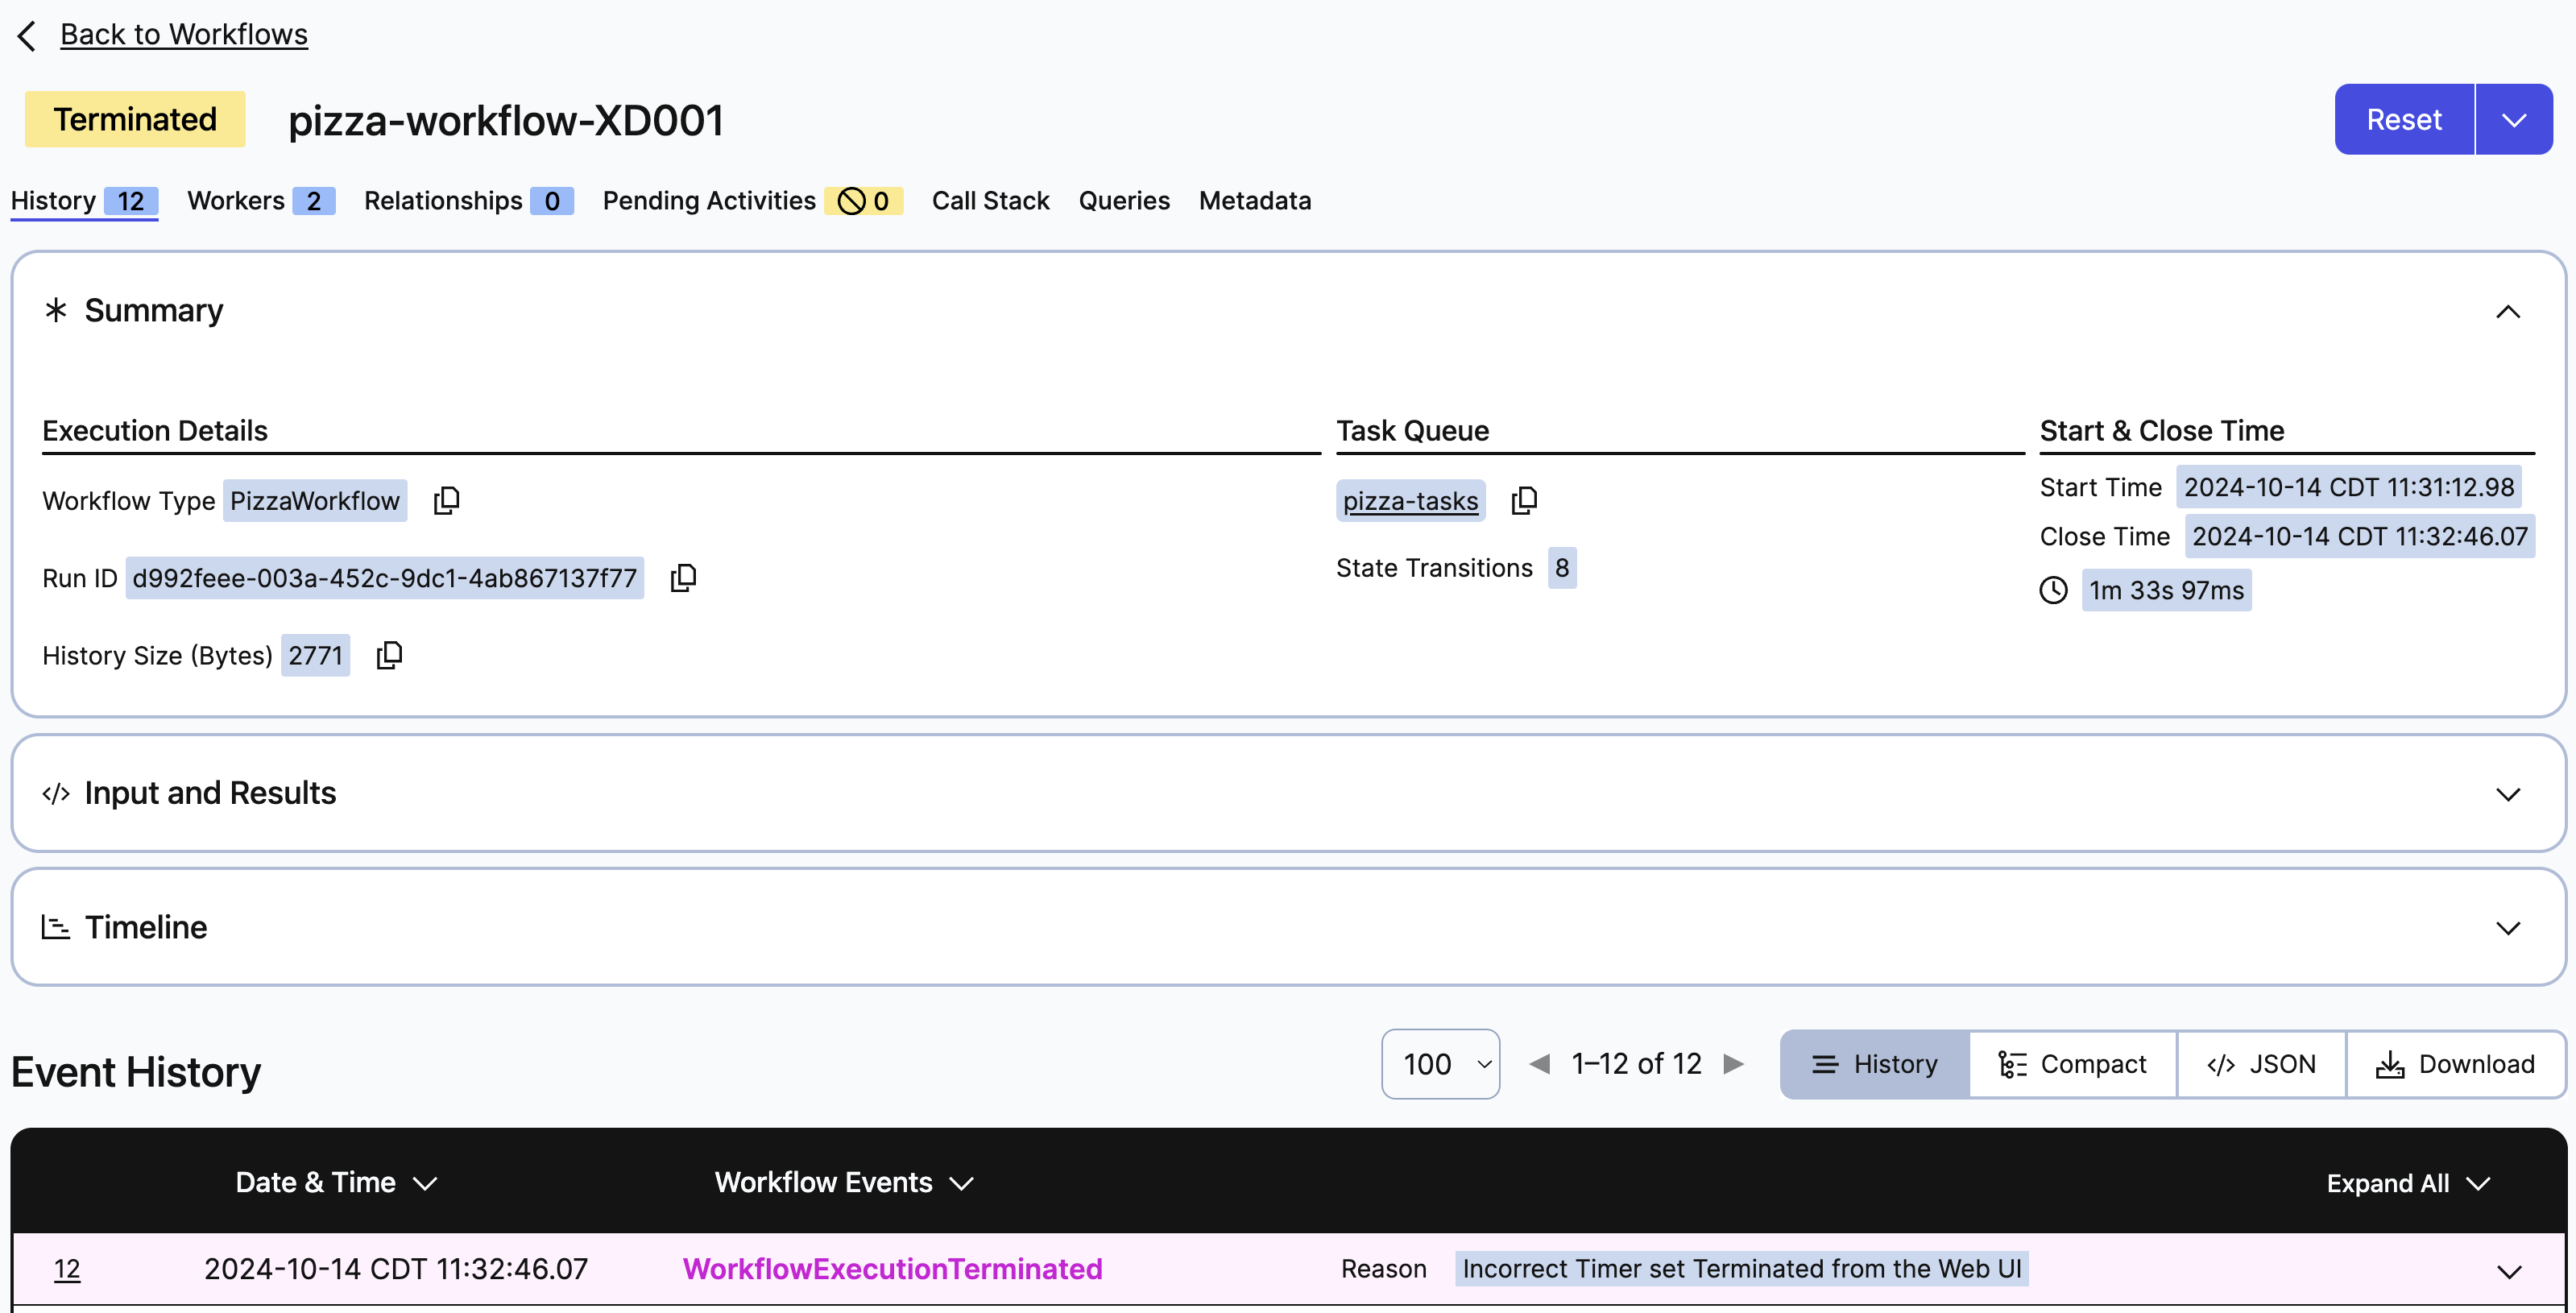 Back to Workflows
Terminated pizza-workflow-XD001 Reset
History 12 Workers 2 Relationships 0 Pending Activities 0 Call Stack Queries Metadata
Summary
Execution Details Task Queue Start & Close Time
Workflow Type PizzaWorkflow pizza-tasks Start Time 2024-10-14 CDT 11:31:12.98
Close Time 2024-10-14 CDT 11:32:46.07
Run ID d992feee-003a-452c-9dc1-4ab867137f77 State Transitions 8 1m 33s 97ms
History Size (Bytes) 2771
Input and Results
Timeline
Event History 100 1–12 of 12 History Compact </> JSON Download
Date & Time Workflow Events Expand All
12 2024-10-14 CDT 11:32:46.07 WorkflowExecutionTerminated Reason Incorrect Timer set Terminated from the Web UI